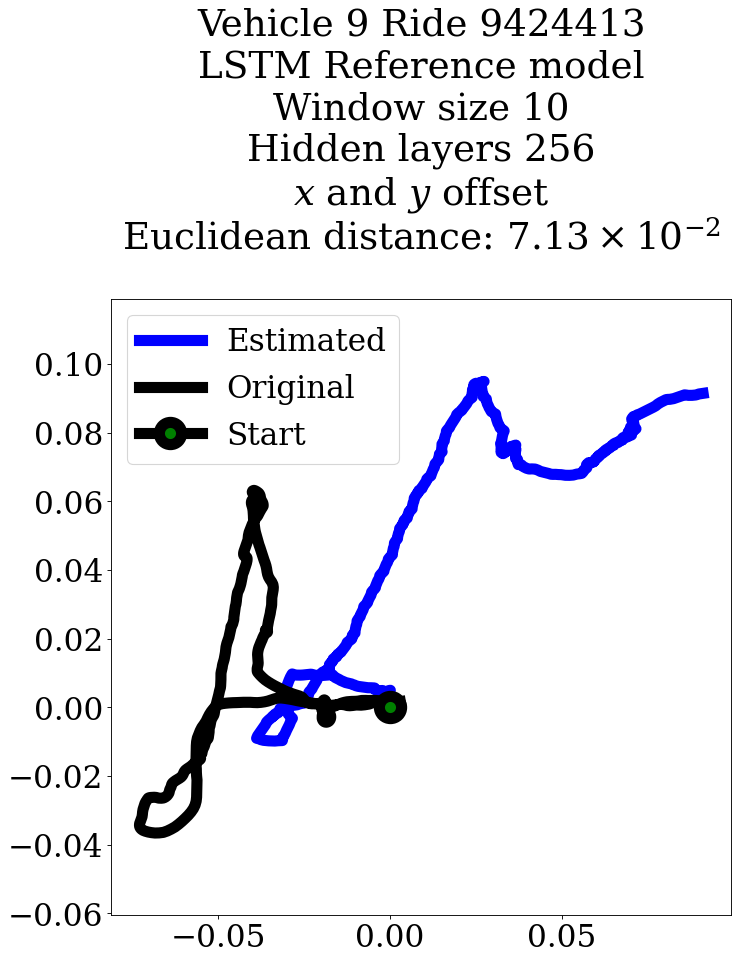 Vehicle 9 Ride 9424413
LSTM Reference model
Window size 10
Hidden layers 256
x and y offset
Euclidean distance: 7.13 × 10⁻²
Estimated
Original
Start
0.10
0.08
0.06
0.04
0.02
0.00
−0.02
−0.04
−0.06
−0.05
0.00
0.05